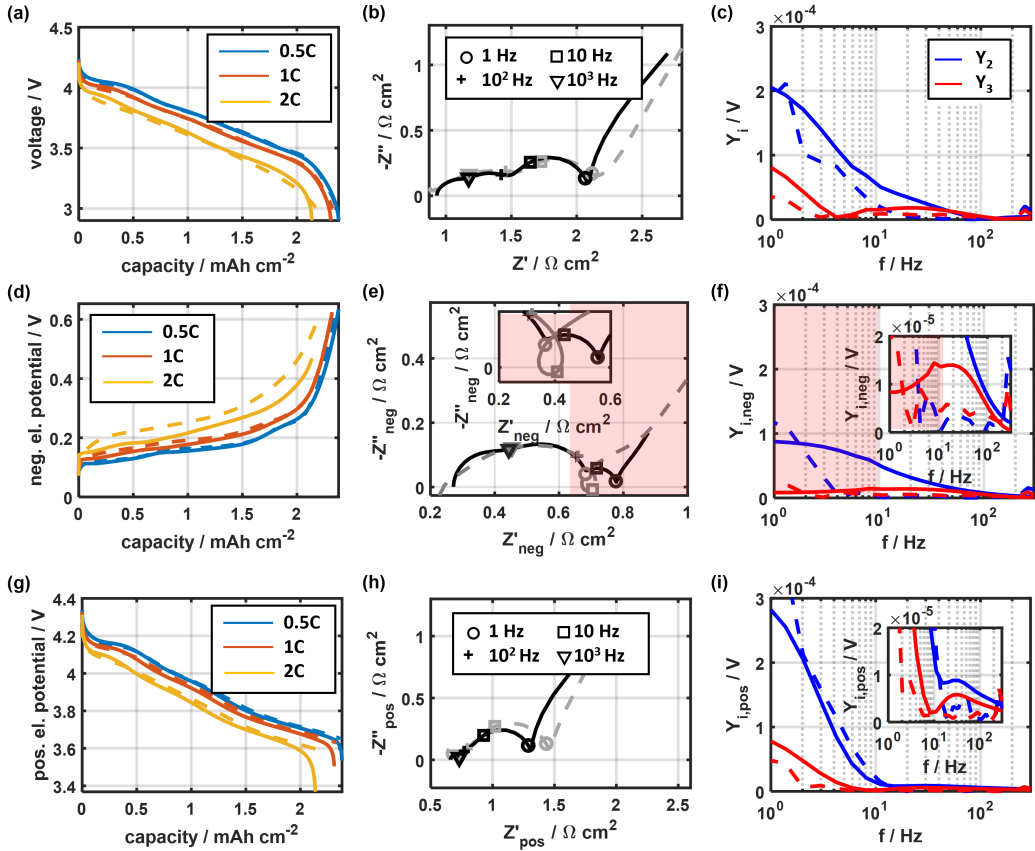 (a)
4.5
4
3.5
3
voltage / V
0.5C
1C
2C
0 0.5 1 1.5 2
capacity / mAh cm-2
(b)
2
1.5
1
0.5
0
-Z'' / Ω cm2
1 Hz 10 Hz
102 Hz 103 Hz
1 1.5 2 2.5
Z' / Ω cm2
(c)
×10-4
3
2
1
0
Yi / V
Y2
Y3
100 101 102
f / Hz
(d)
0.6
0.4
0.2
0
neg. el. potential / V
0.5C
1C
2C
0 0.5 1 1.5 2
capacity / mAh cm-2
(e)
0.4
0.2
0
-Z''neg / Ω cm2
0
-Z''neg / Ω cm2
0.2 0.4 0.6
Z'neg / Ω cm2
0.2 0.4 0.6 0.8 1
Z'neg / Ω cm2
(f)
×10-4
3
2
1
0
Yi,neg / V
×10-5
2
1
0
Yi,neg / V
100 101 102
f / Hz
100 101 102
f / Hz
(g)
4.4
4.2
4
3.8
3.6
3.4
pos. el. potential / V
0.5C
1C
2C
0 1 2
capacity / mAh cm-2
(h)
1.5
1
0.5
0
-Z''pos / Ω cm2
1 Hz 10 Hz
102 Hz 103 Hz
0.5 1 1.5 2 2.5
Z'pos / Ω cm2
(i)
×10-4
3
2
1
0
Yi,pos / V
×10-5
2
1
0
Yi,pos / V
100 101 102
f / Hz
100 101 102
f / Hz